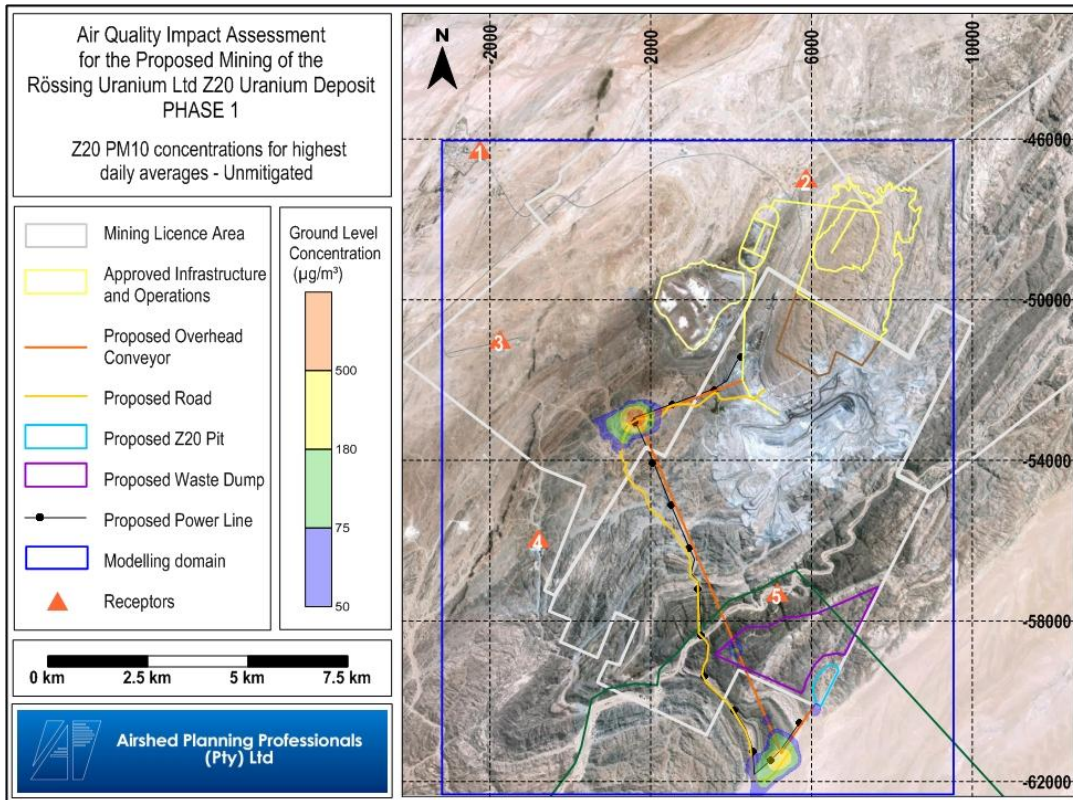 Air Quality Impact Assessment
for the Proposed Mining of the
Rössing Uranium Ltd Z20 Uranium Deposit
PHASE 1
Z20 PM10 concentrations for highest
daily averages - Unmitigated
Mining Licence Area
Approved Infrastructure
and Operations
Proposed Overhead
Conveyor
Proposed Road
Proposed Z20 Pit
Proposed Waste Dump
Proposed Power Line
Modelling domain
Receptors
Ground Level
Concentration
(µg/m³)
500
180
75
50
0 km 2.5 km 5 km 7.5 km
Airshed Planning Professionals
(Pty) Ltd
N
-2000
2000
6000
10000
-46000
-50000
-54000
-58000
-62000
1
2
3
4
5